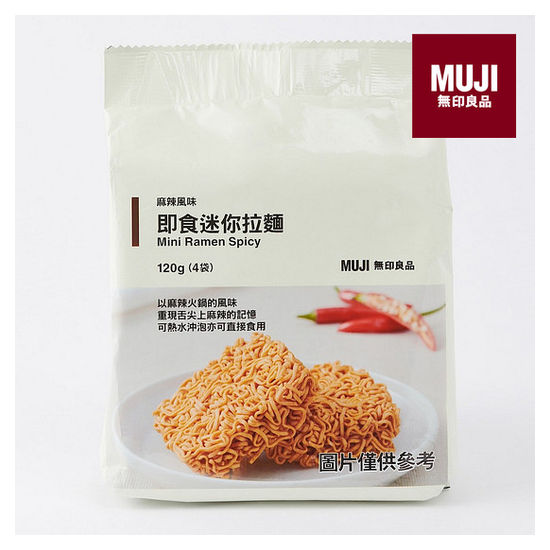 MUJI
無印良品
麻辣風味
即食迷你拉麵
Mini Ramen Spicy
120g (4袋)
MUJI 無印良品
以麻辣火鍋的風味
重現舌尖上麻辣的記憶
可熱水沖泡亦可直接食用
圖片僅供參考